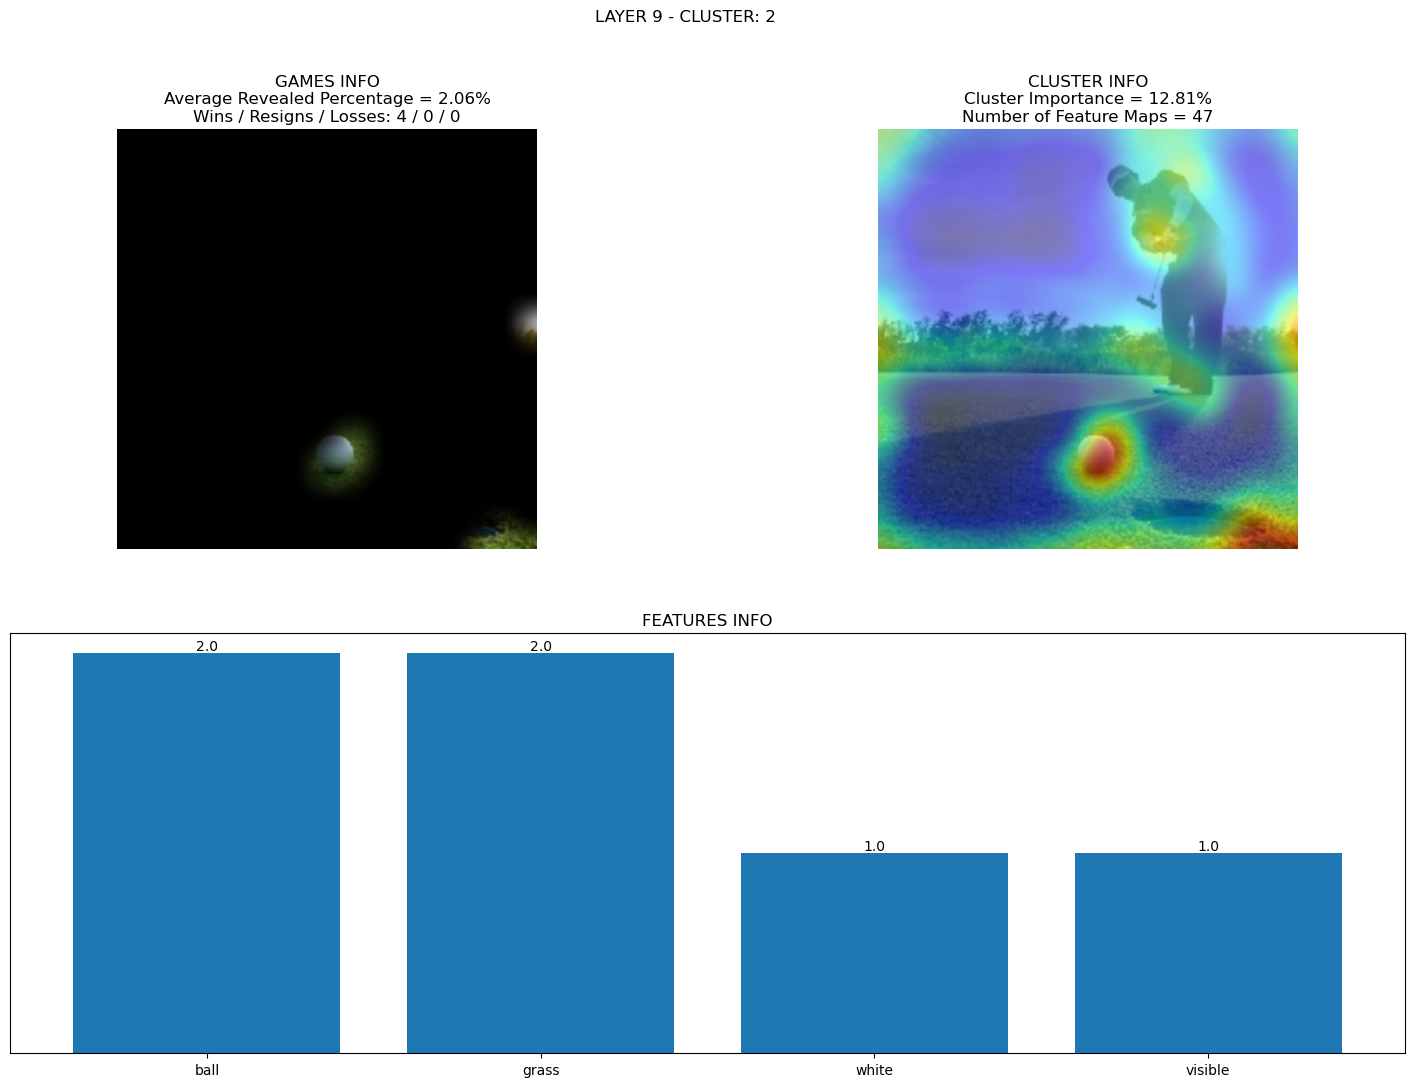 LAYER 9 - CLUSTER: 2
GAMES INFO
Average Revealed Percentage = 2.06%
Wins / Resigns / Losses: 4 / 0 / 0
CLUSTER INFO
Cluster Importance = 12.81%
Number of Feature Maps = 47
FEATURES INFO
2.0
2.0
1.0
1.0
ball
grass
white
visible